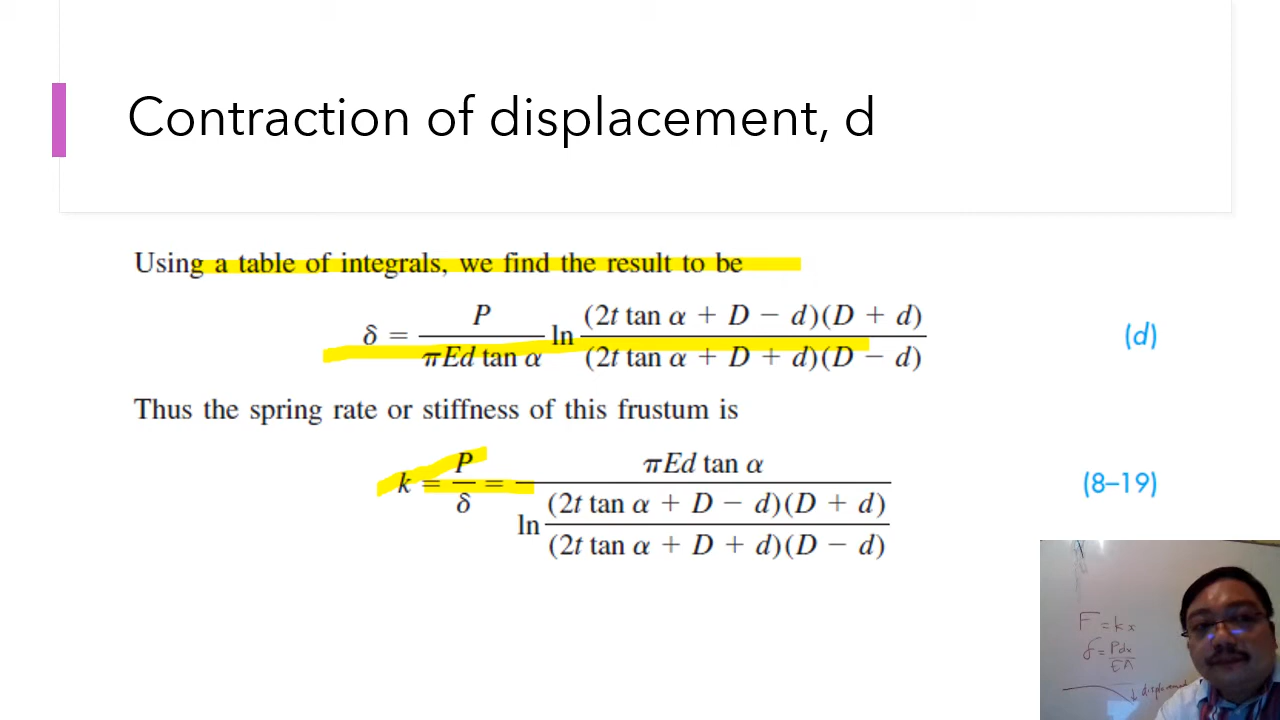 Contraction of displacement, d
Using a table of integrals, we find the result to be
δ = P / (πEd tan α) ln (2t tan α + D − d)(D + d) / (2t tan α + D + d)(D − d) (d)
Thus the spring rate or stiffness of this frustum is
k = P / δ = πEd tan α / ln (2t tan α + D − d)(D + d) / (2t tan α + D + d)(D − d) (8–19)
F = kx
δ = Pdx / EA
↓ displacement